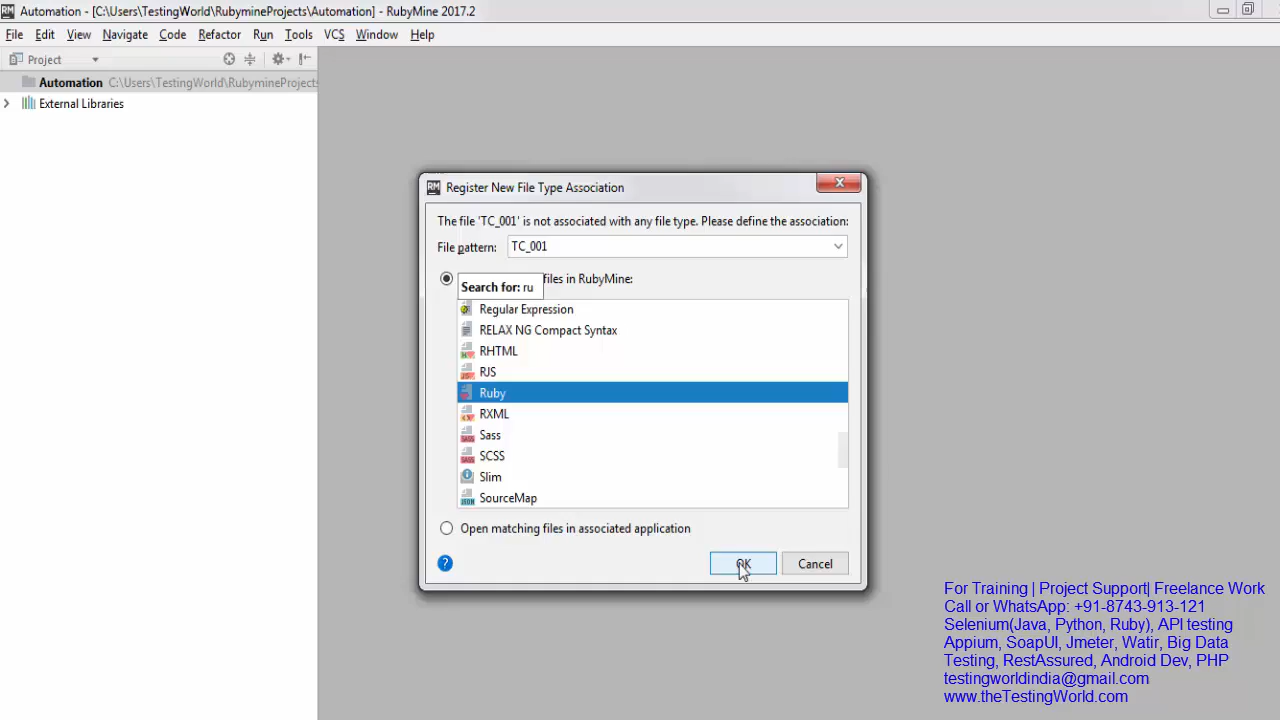 RM Automation - [C:\Users\TestingWorld\RubymineProjects\Automation] - RubyMine 2017.2
File Edit View Navigate Code Refactor Run Tools VCS Window Help
Project
Automation C:\Users\TestingWorld\RubymineProjects
External Libraries
RM Register New File Type Association
The file 'TC_001' is not associated with any file type. Please define the association:
File pattern: TC_001
Search for: ru files in RubyMine:
Regular Expression
RELAX NG Compact Syntax
RHTML
RJS
Ruby
RXML
Sass
SCSS
Slim
SourceMap
Open matching files in associated application
? OK Cancel
For Training | Project Support| Freelance Work
Call or WhatsApp: +91-8743-913-121
Selenium(Java, Python, Ruby), API testing
Appium, SoapUI, Jmeter, Watir, Big Data
Testing, RestAssured, Android Dev, PHP
testingworldindia@gmail.com
www.theTestingWorld.com